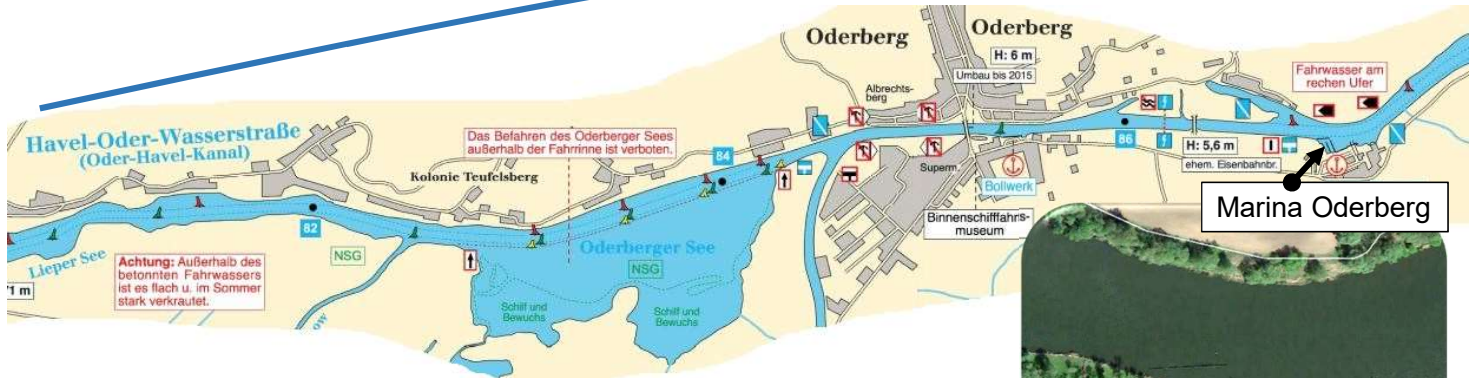 Oderberg
Oderberg
H: 6 m
Umbau bis 2015
Albrechts-
berg
Fahrwasser am
rechen Ufer
Havel-Oder-Wasserstraße
(Oder-Havel-Kanal)
Das Befahren des Oderberger Sees
außerhalb der Fahrrinne ist verboten.
84
86
H: 5,6 m
ehem. Eisenbahnbr.
Kolonie Teufelsberg
Superm.
Bollwerk
Marina Oderberg
Binnenschifffahrts-
museum
82
Lieper See
NSG
Oderberger See
NSG
Achtung: Außerhalb des
betonnten Fahrwassers
ist es flach u. im Sommer
stark verkrautet.
71 m
Schilf und
Bewuchs
Schilf und
Bewuchs
ow